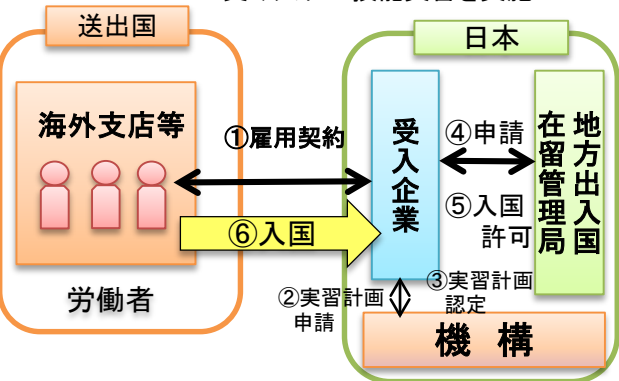 送出国
日本
海外支店等
①雇用契約
受入企業
④申請
地方出入国
在留管理局
⑤入国
許可
⑥入国
労働者
②実習計画
申請
③実習計画
認定
機 構